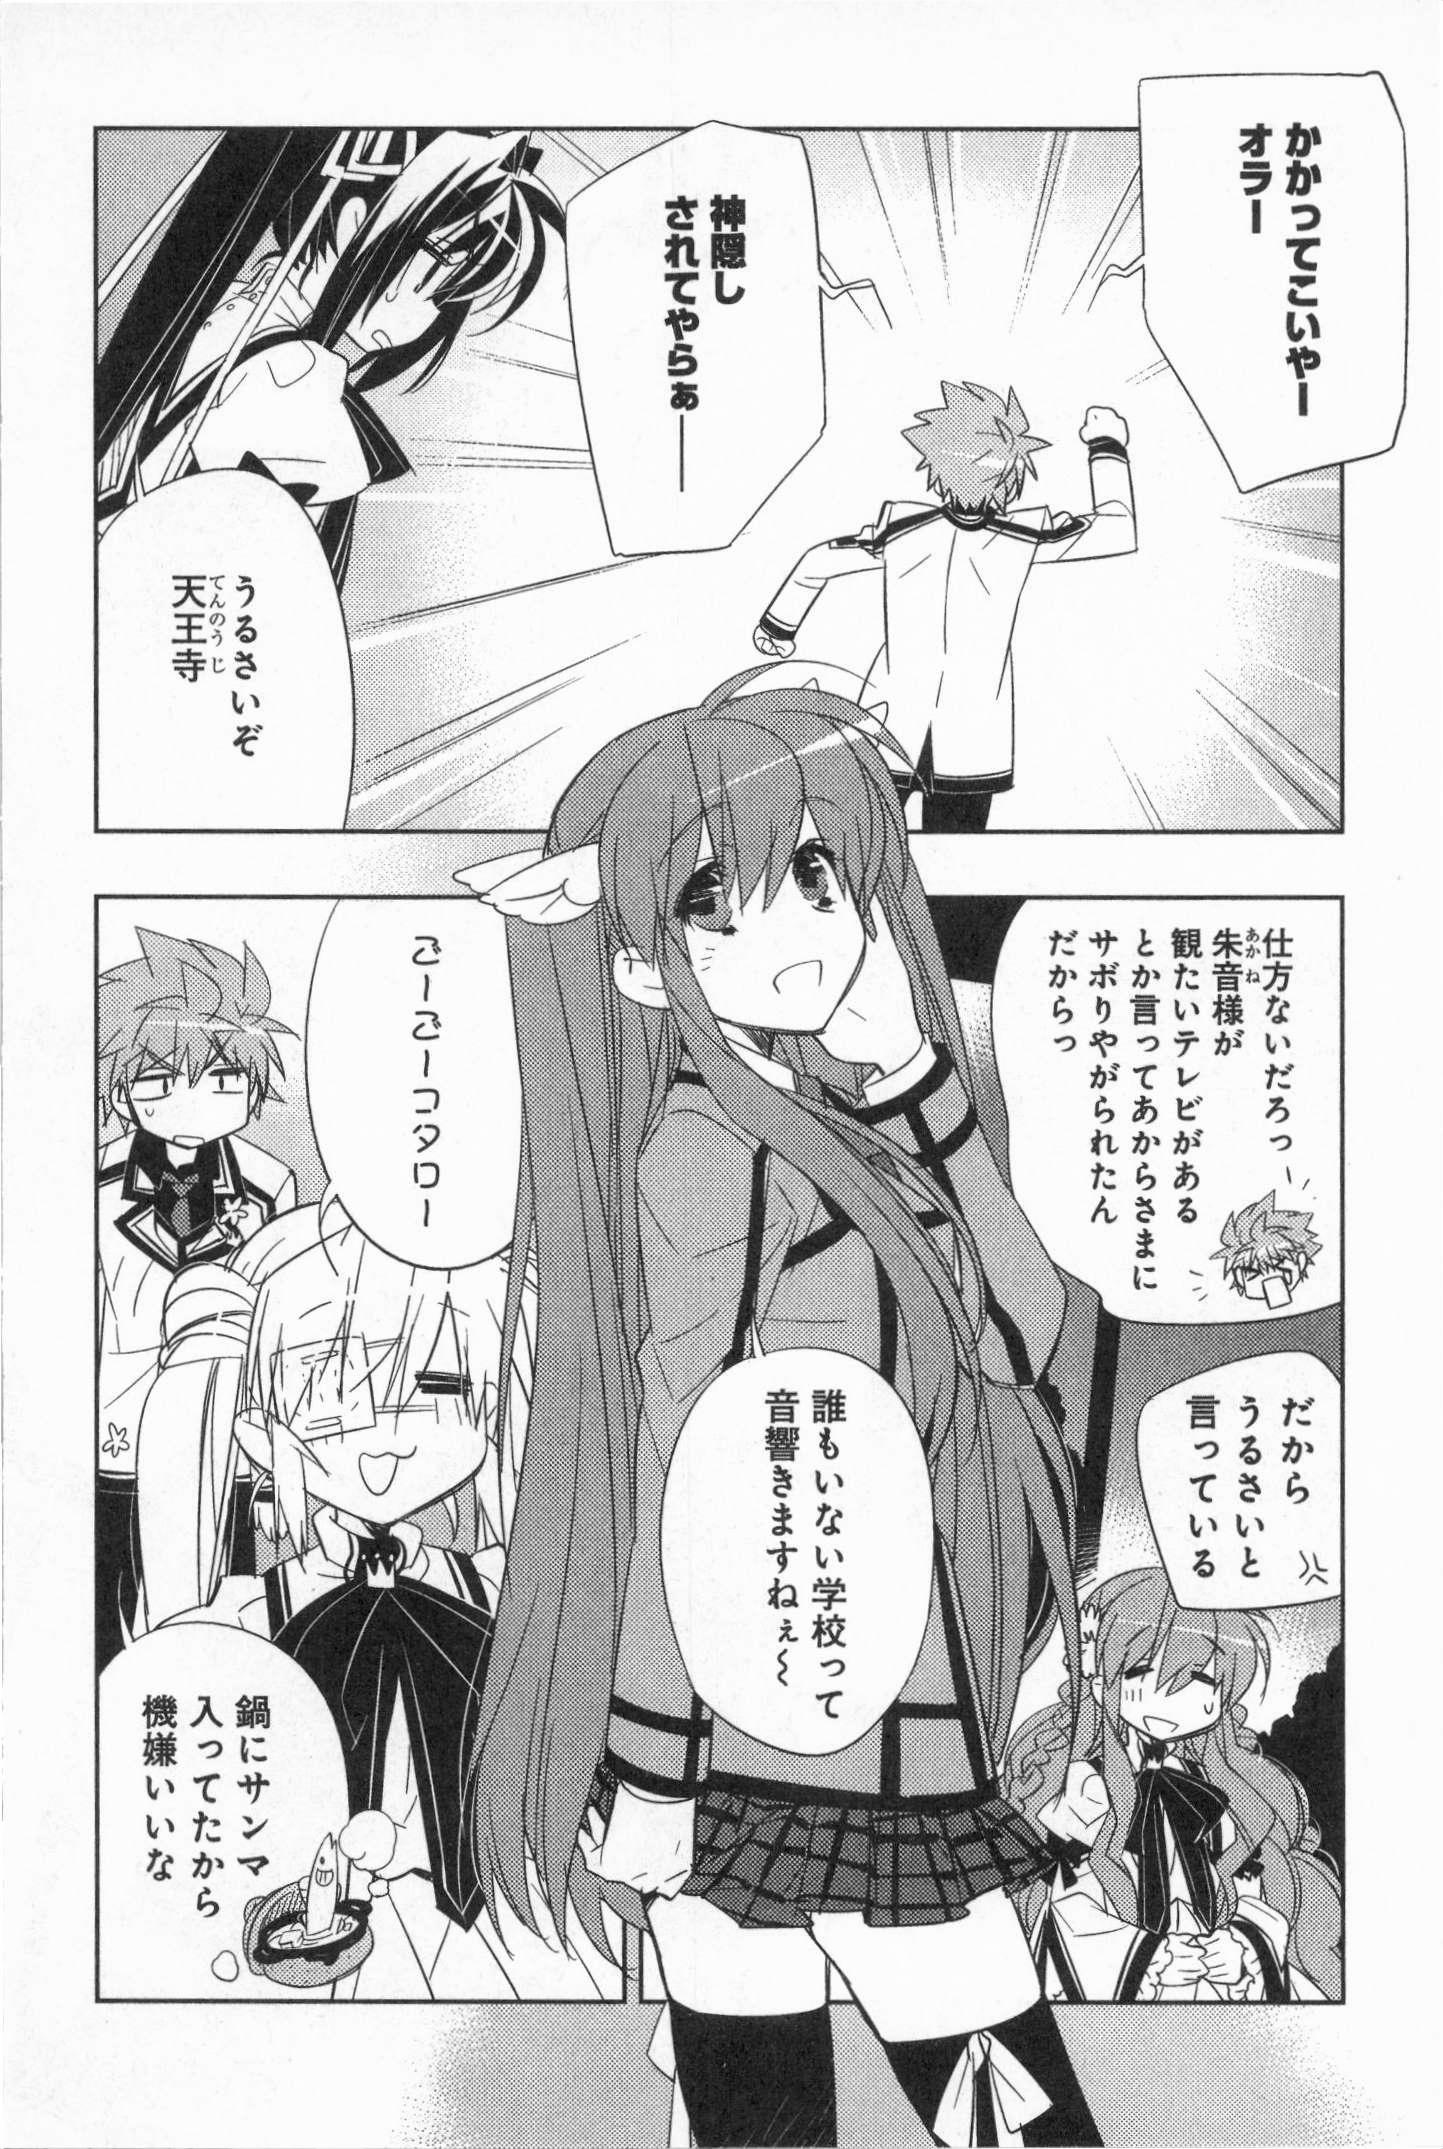 かかってこいやー
オラー
神隠し
されてやらぁ——
うるさいぞ
天王寺
てんのうじ
仕方ないだろっ
朱音様が
あかね
観たいテレビがある
とか言ってあからさまに
サボりやがられたん
だからっ
だから
うるさいと
言っている
誰もいない学校って
音響きますねぇ～
ごーごーコタロー
鍋にサンマ
入ってたから
機嫌いいな